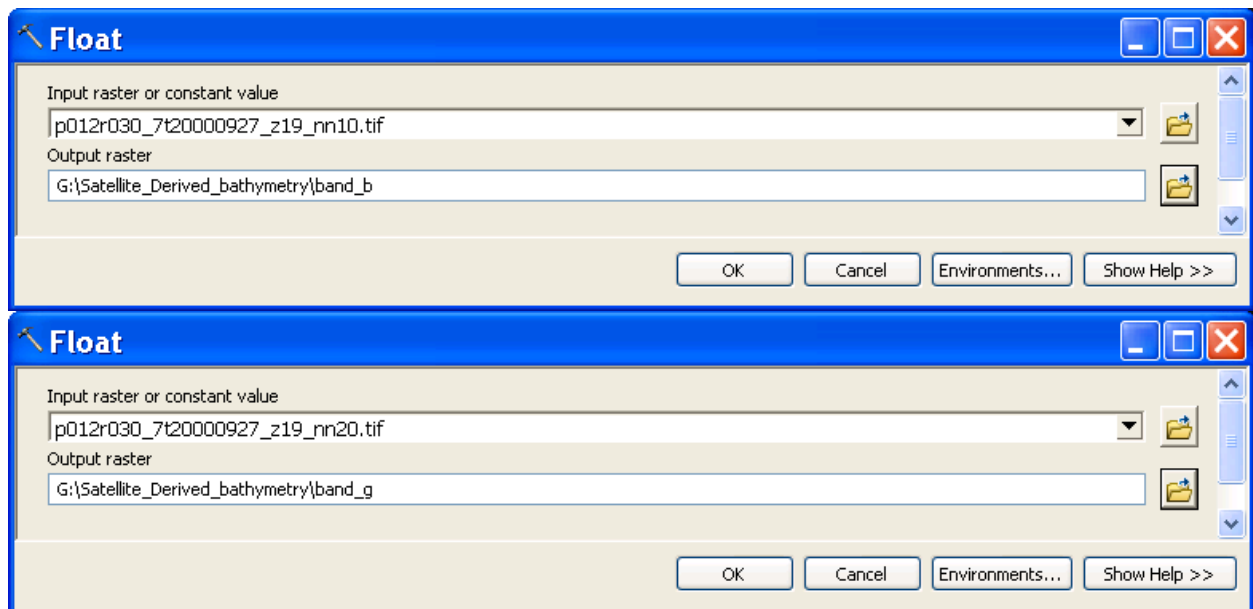 Float
Input raster or constant value
p012r030_7t20000927_z19_nn10.tif
Output raster
G:\Satellite_Derived_bathymetry\band_b
OK Cancel Environments... Show Help >>
Float
Input raster or constant value
p012r030_7t20000927_z19_nn20.tif
Output raster
G:\Satellite_Derived_bathymetry\band_g
OK Cancel Environments... Show Help >>